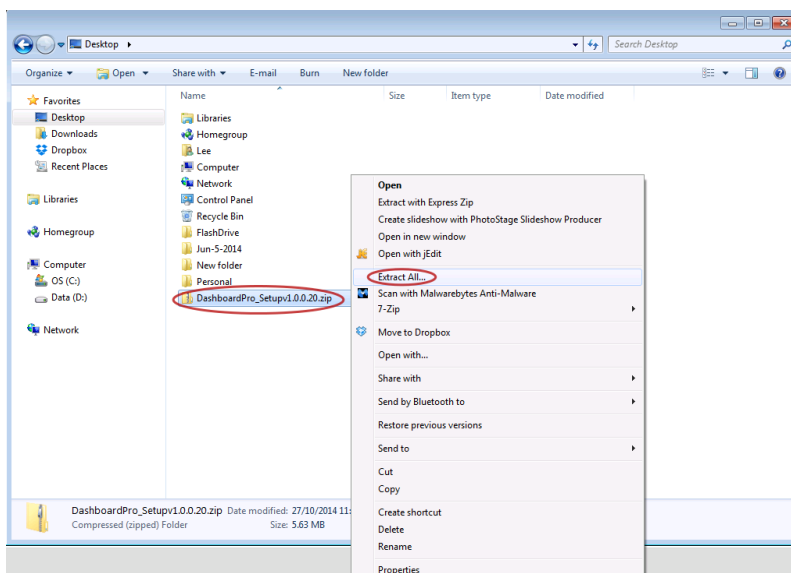 Desktop
Search Desktop
Organize
Open
Share with
E-mail
Burn
New folder
Favorites
Desktop
Downloads
Dropbox
Recent Places
Libraries
Homegroup
Computer
OS (C:)
Data (D:)
Network
Name
Size
Item type
Date modified
Libraries
Homegroup
Lee
Computer
Network
Control Panel
Recycle Bin
FlashDrive
Jun-5-2014
New folder
Personal
DashboardPro_Setupv1.0.0.20.zip
Open
Extract with Express Zip
Create slideshow with PhotoStage Slideshow Producer
Open in new window
Open with jEdit
Extract All...
Scan with Malwarebytes Anti-Malware
7-Zip
Move to Dropbox
Open with...
Share with
Send by Bluetooth to
Restore previous versions
Send to
Cut
Copy
Create shortcut
Delete
Rename
Properties
DashboardPro_Setupv1.0.0.20.zip Date modified: 27/10/2014 11:
Compressed (zipped) Folder Size: 5.63 MB